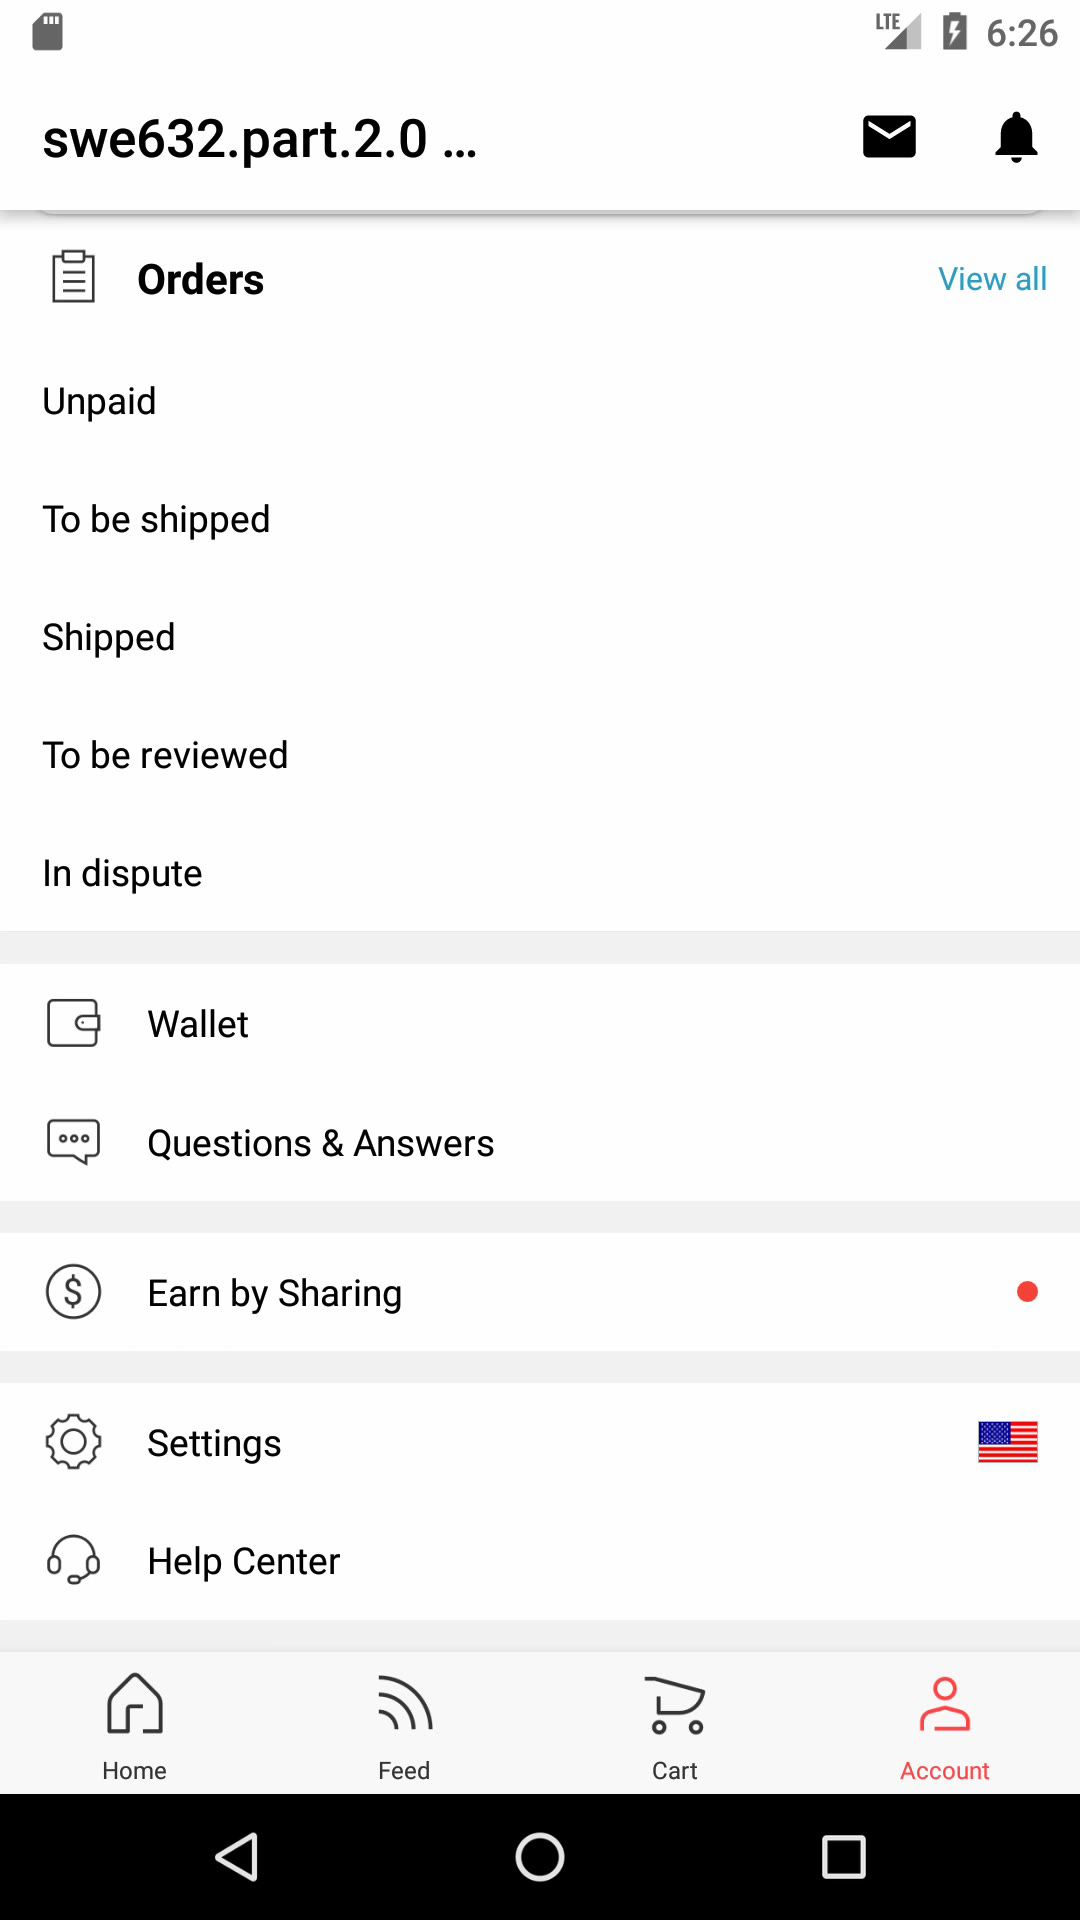 LTE 6:26
swe632.part.2.0 ...
Orders View all
Unpaid
To be shipped
Shipped
To be reviewed
In dispute
Wallet
Questions & Answers
$ Earn by Sharing
Settings
Help Center
Home Feed Cart Account